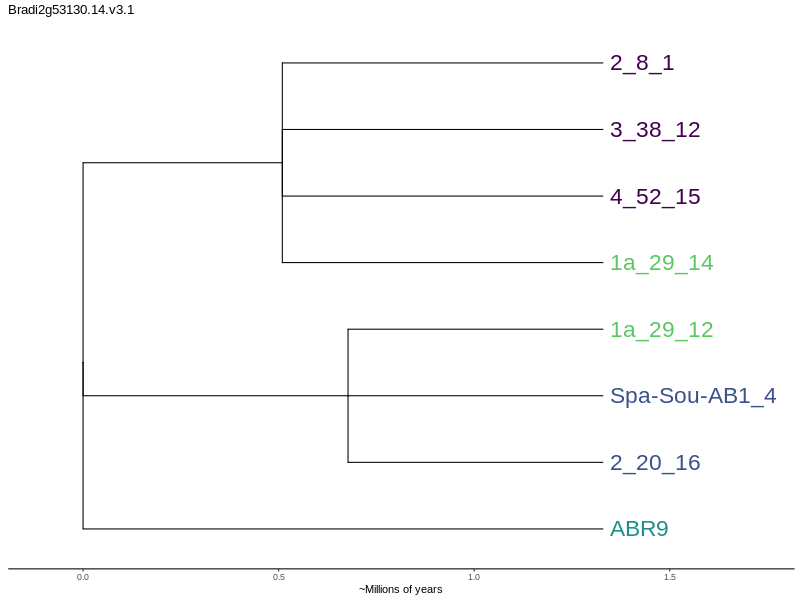 Bradi2g53130.14.v3.1
2_8_1
3_38_12
4_52_15
1a_29_14
1a_29_12
Spa-Sou-AB1_4
2_20_16
ABR9
0.0 0.5 1.0 1.5
~Millions of years